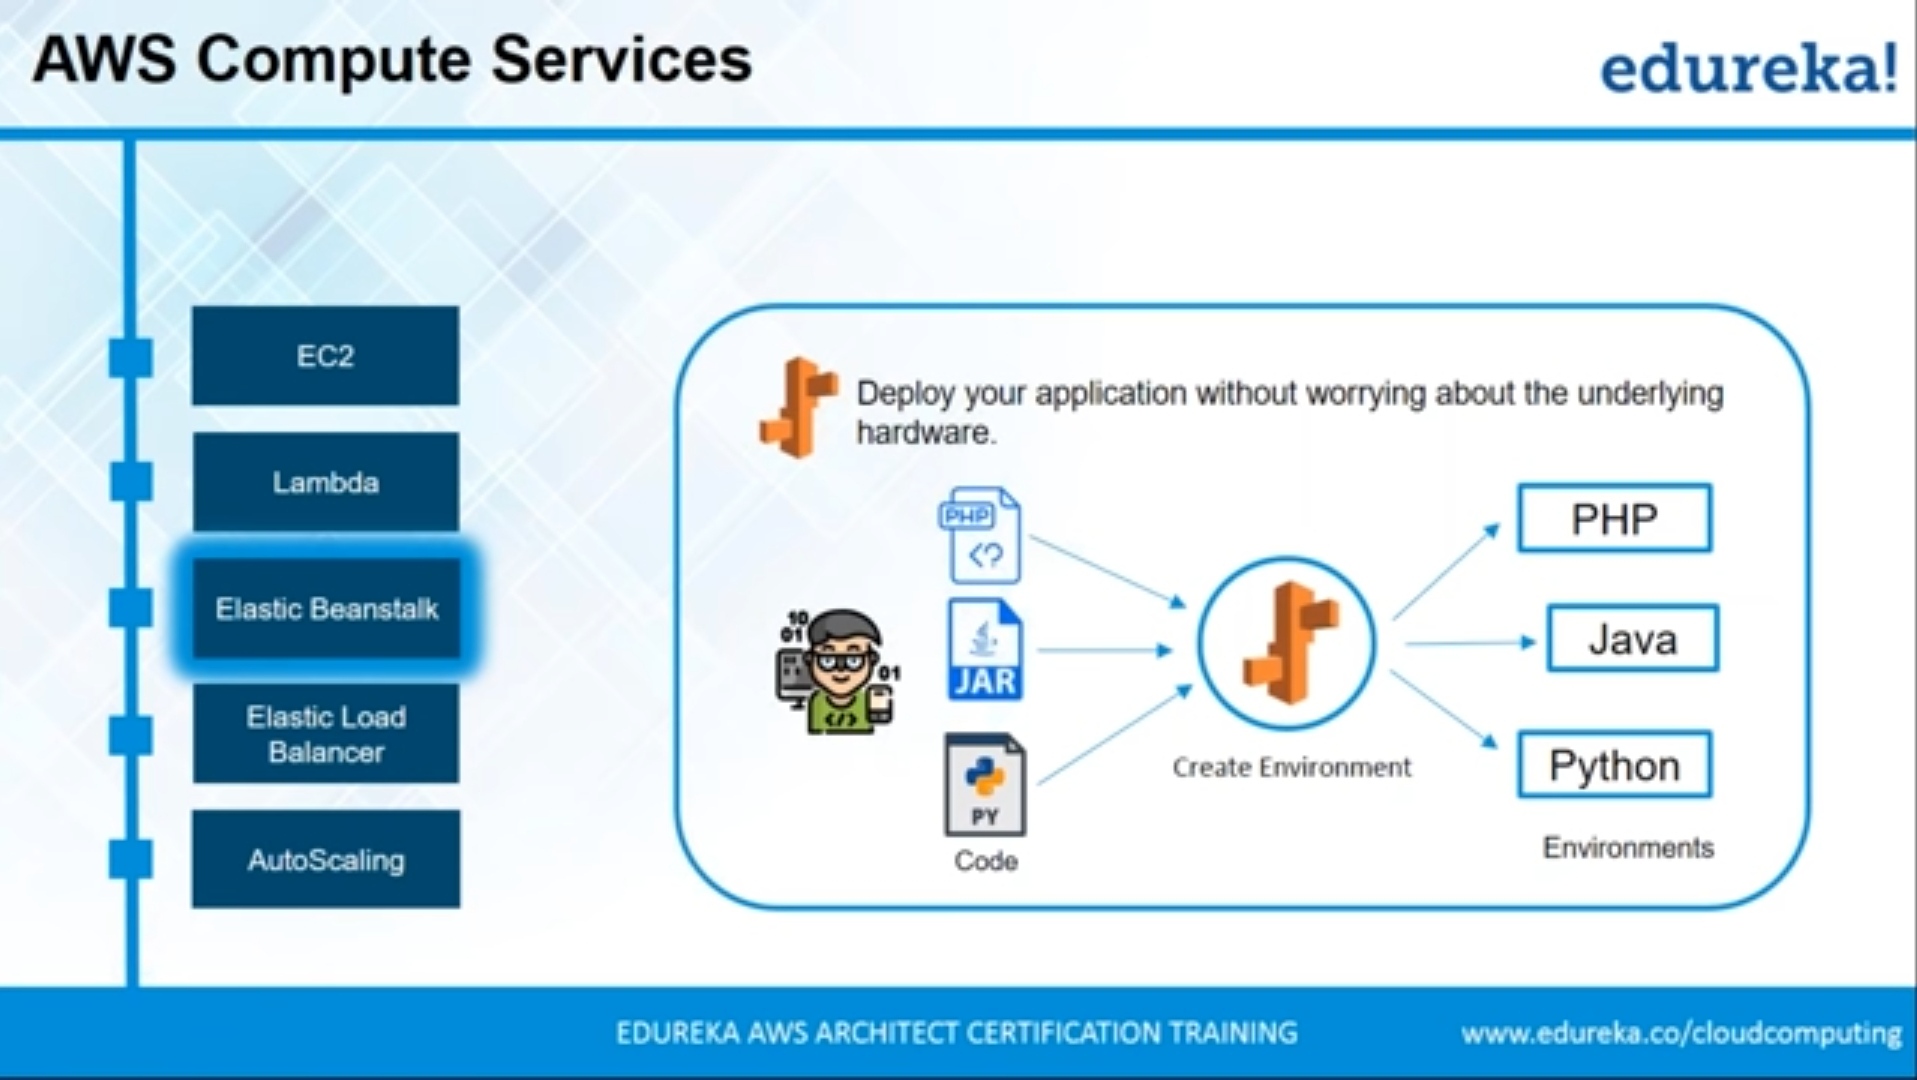 AWS Compute Services
edureka!
EC2
Lambda
Elastic Beanstalk
Elastic Load
Balancer
AutoScaling
Deploy your application without worrying about the underlying
hardware.
PHP
<?
JAR
PY
Code
10
01
01
</>
Create Environment
PHP
Java
Python
Environments
EDUREKA AWS ARCHITECT CERTIFICATION TRAINING
www.edureka.co/cloudcomputing